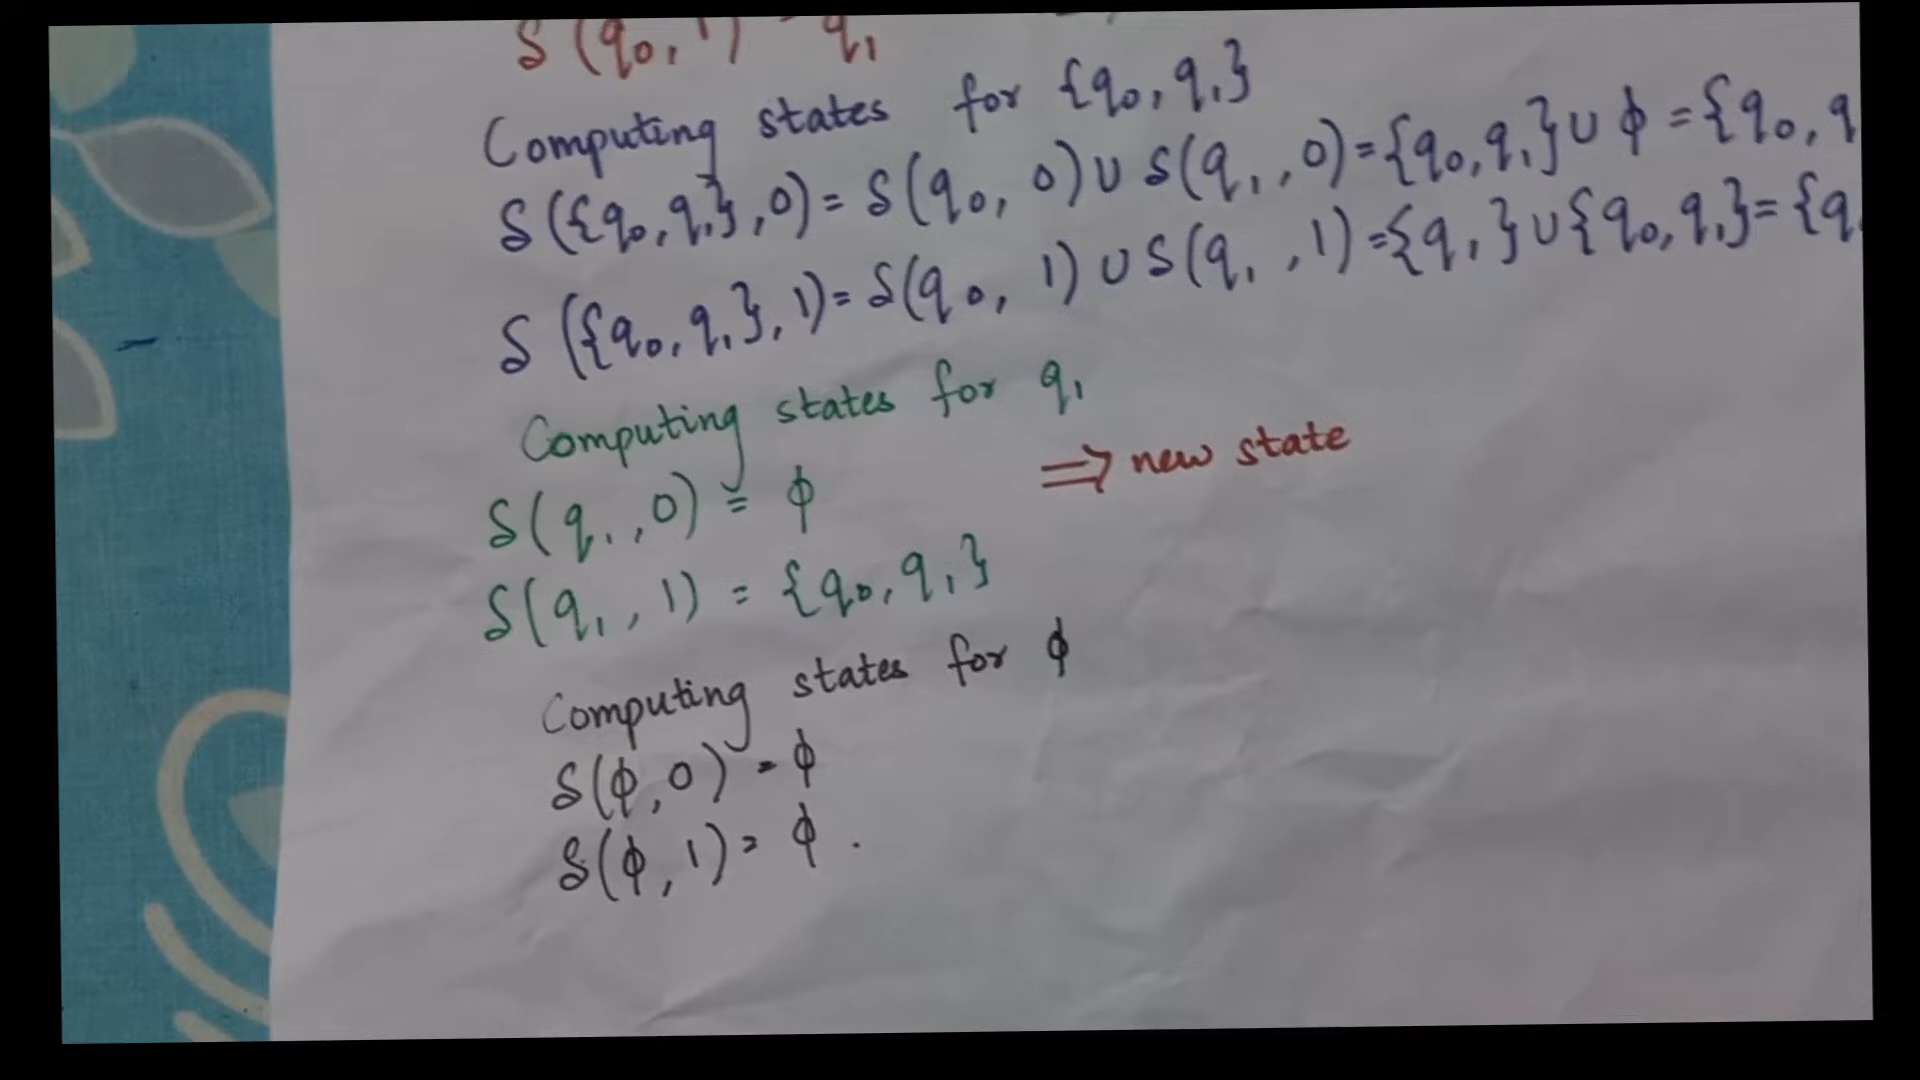 δ(q₀,1) = q₁
Computing states for {q₀,q₁}
δ({q₀,q₁},0) = δ(q₀,0) ∪ δ(q₁,0) = {q₀,q₁} ∪ φ = {q₀,q
δ({q₀,q₁},1) = δ(q₀,1) ∪ δ(q₁,1) = {q₁} ∪ {q₀,q₁} = {q
Computing states for q₁
δ(q₁,0) = φ ⇒ new state
δ(q₁,1) = {q₀,q₁}
Computing states for φ
δ(φ,0) = φ
δ(φ,1) = φ.